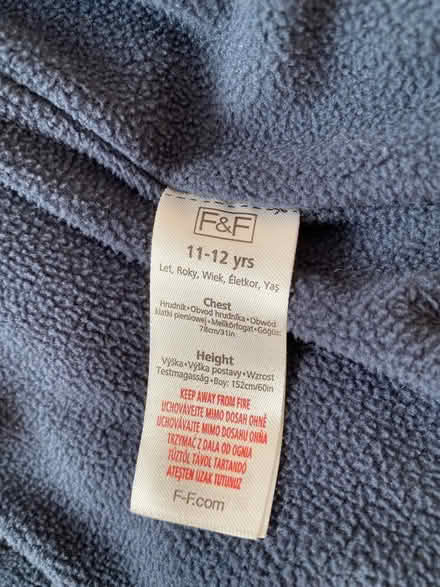 F&F
11-12 yrs
Let, Roky, Wiek, Életkor, Yaş
Chest
Hrudník•Obvod hrudníka•Obwód
klatki piersiowej•Mellkörfogat•Göğüs:
78cm/31in
Height
Výška•Výška postavy•Wzrost
Testmagasság•Boy: 152cm/60in
KEEP AWAY FROM FIRE
UCHOVÁVEJTE MIMO DOSAH OHNĚ
UCHOVÁVAJTE MIMO DOSAHU OHŇA
TRZYMAĆ Z DALA OD OGNIA
TŰZTŐL TÁVOL TARTANDÓ
ATEŞTEN UZAK TUTUNUZ
F-F.com